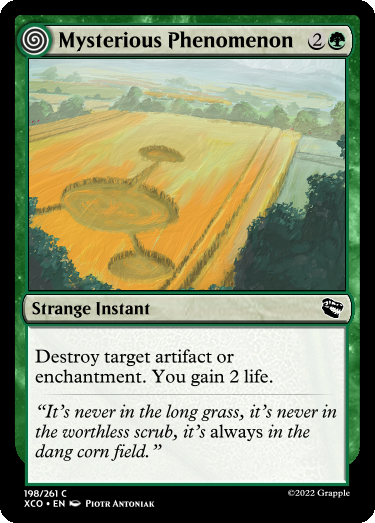 Mysterious Phenomenon 2
Strange Instant
Destroy target artifact or
enchantment. You gain 2 life.
“It's never in the long grass, it's never in
the worthless scrub, it's always in the
dang corn field.”
198/261 C
XCO • EN Piotr Antoniak
©2022 Grapple